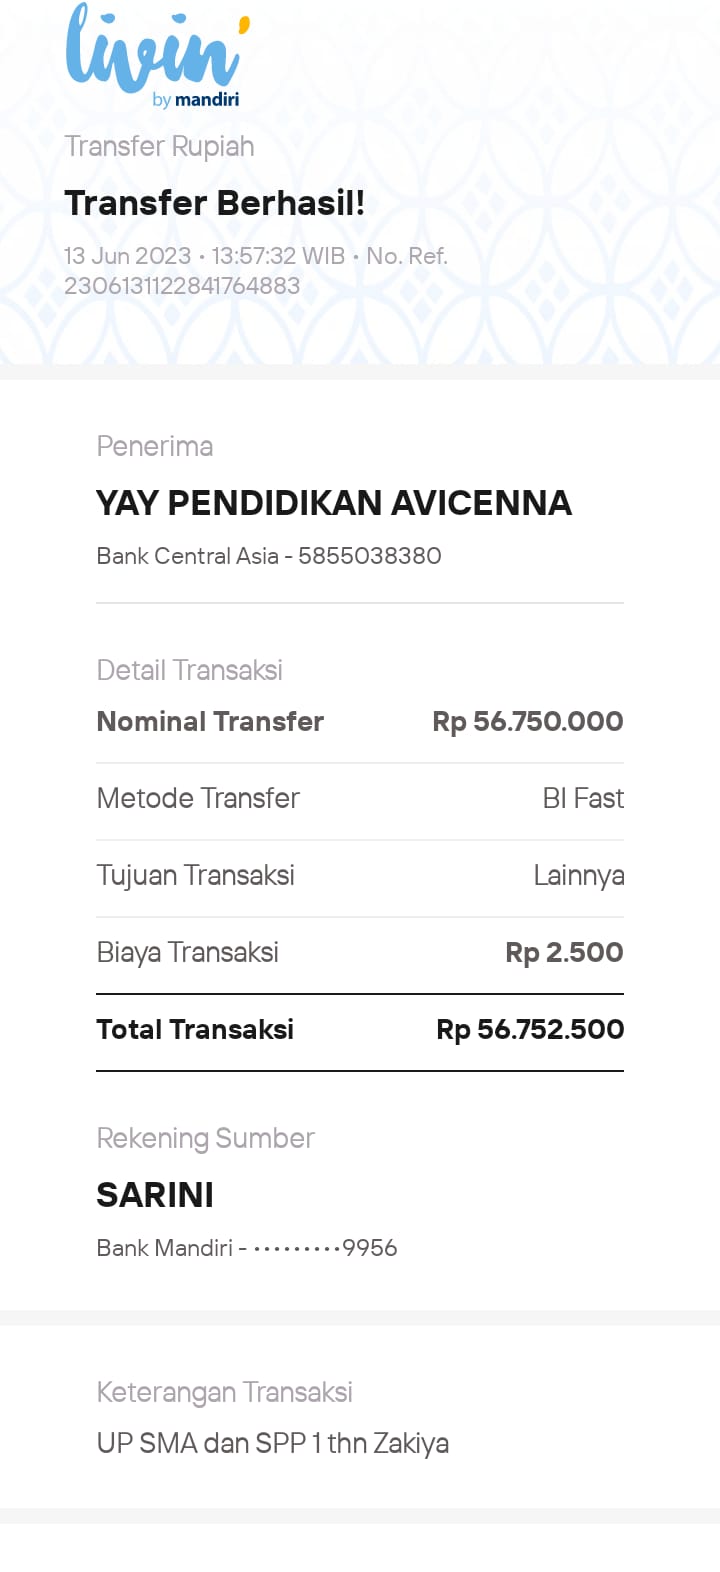 livin'
by mandiri
Transfer Rupiah
Transfer Berhasil!
13 Jun 2023 • 13:57:32 WIB • No. Ref.
2306131122841764883
Penerima
YAY PENDIDIKAN AVICENNA
Bank Central Asia - 5855038380
Detail Transaksi
Nominal Transfer Rp 56.750.000
Metode Transfer BI Fast
Tujuan Transaksi Lainnya
Biaya Transaksi Rp 2.500
Total Transaksi Rp 56.752.500
Rekening Sumber
SARINI
Bank Mandiri - •••••••••9956
Keterangan Transaksi
UP SMA dan SPP 1 thn Zakiya